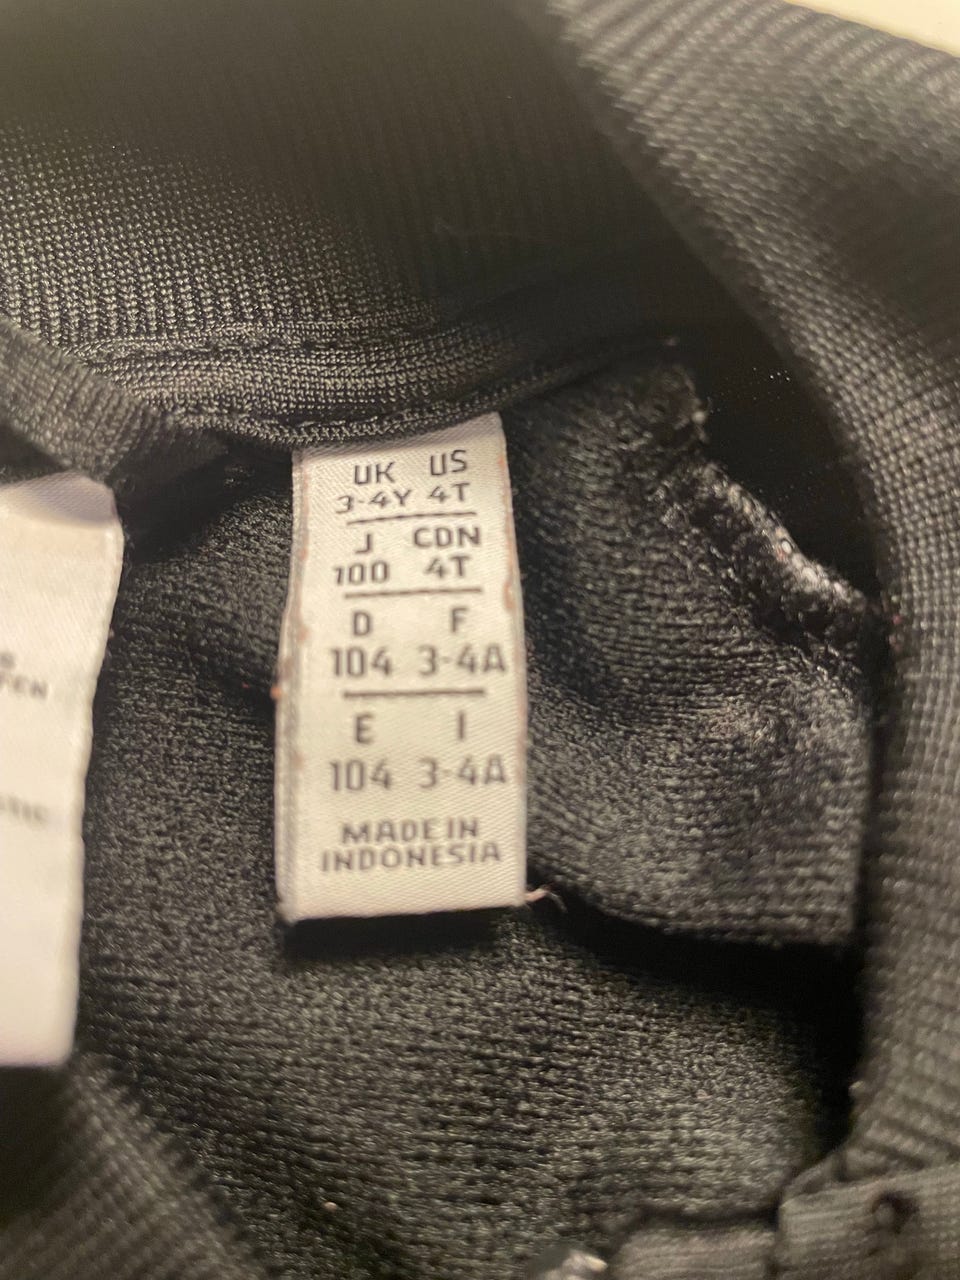 UK US
3-4Y 4T
J CDN
100 4T
D F
104 3-4A
E I
104 3-4A
MADE IN
INDONESIA